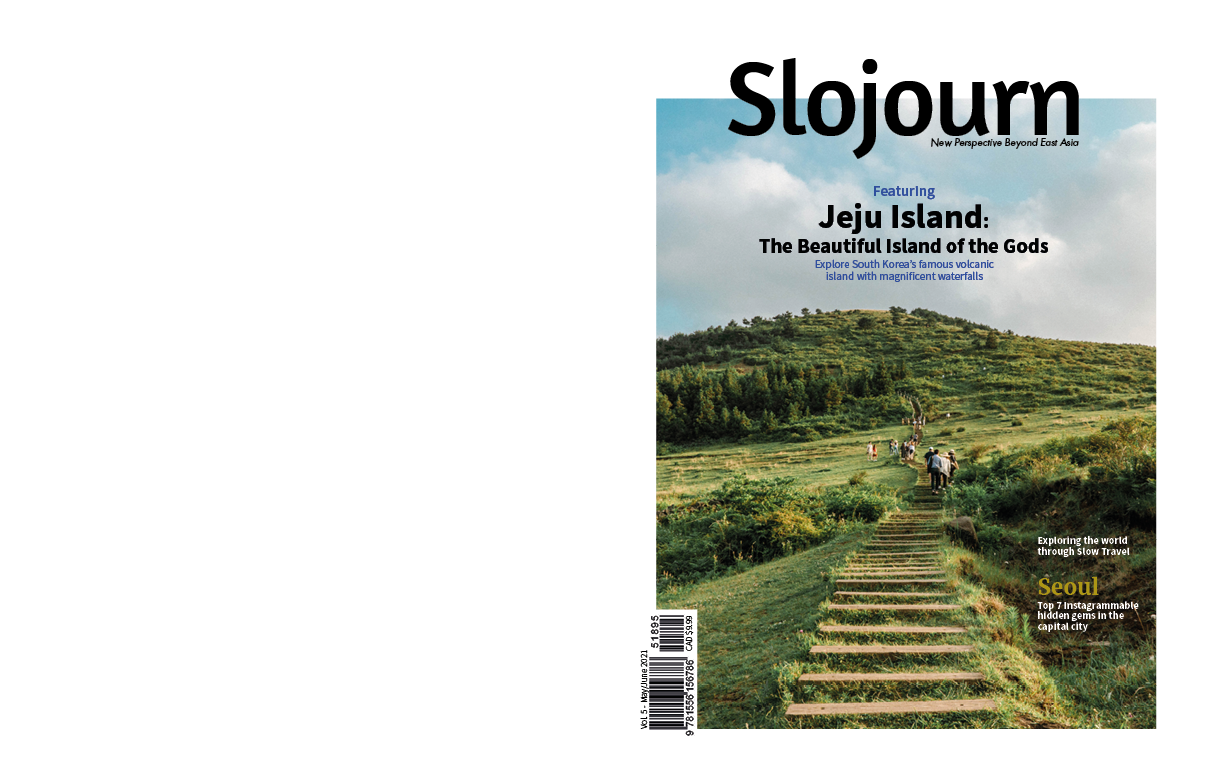 Slojourn
New Perspective Beyond East Asia
Featuring
Jeju Island:
The Beautiful Island of the Gods
Explore South Korea's famous volcanic
island with magnificent waterfalls
Exploring the world
through Slow Travel
Seoul
Top 7 Instagrammable
hidden gems in the
capital city
Vol. 5 - May/June 2021
51895
CAD $9.99
9 781556 156786